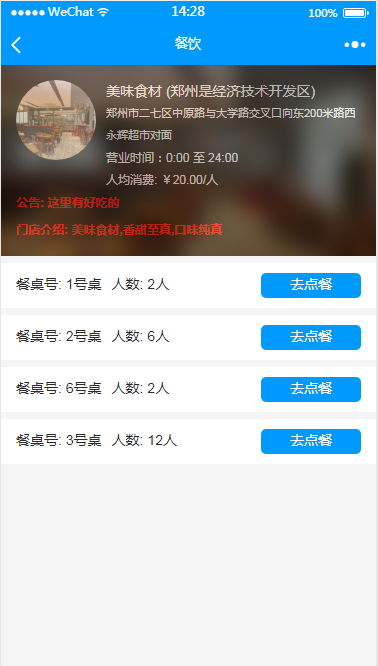 WeChat 14:28 100%
餐饮
美味食材 (郑州是经济技术开发区)
郑州市二七区中原路与大学路交叉口向东200米路西
永辉超市对面
营业时间：0:00 至 24:00
人均消费: ￥20.00/人
公告: 这里有好吃的
门店介绍: 美味食材,香甜至真,口味纯真
餐桌号: 1号桌 人数: 2人 去点餐
餐桌号: 2号桌 人数: 6人 去点餐
餐桌号: 6号桌 人数: 2人 去点餐
餐桌号: 3号桌 人数: 12人 去点餐